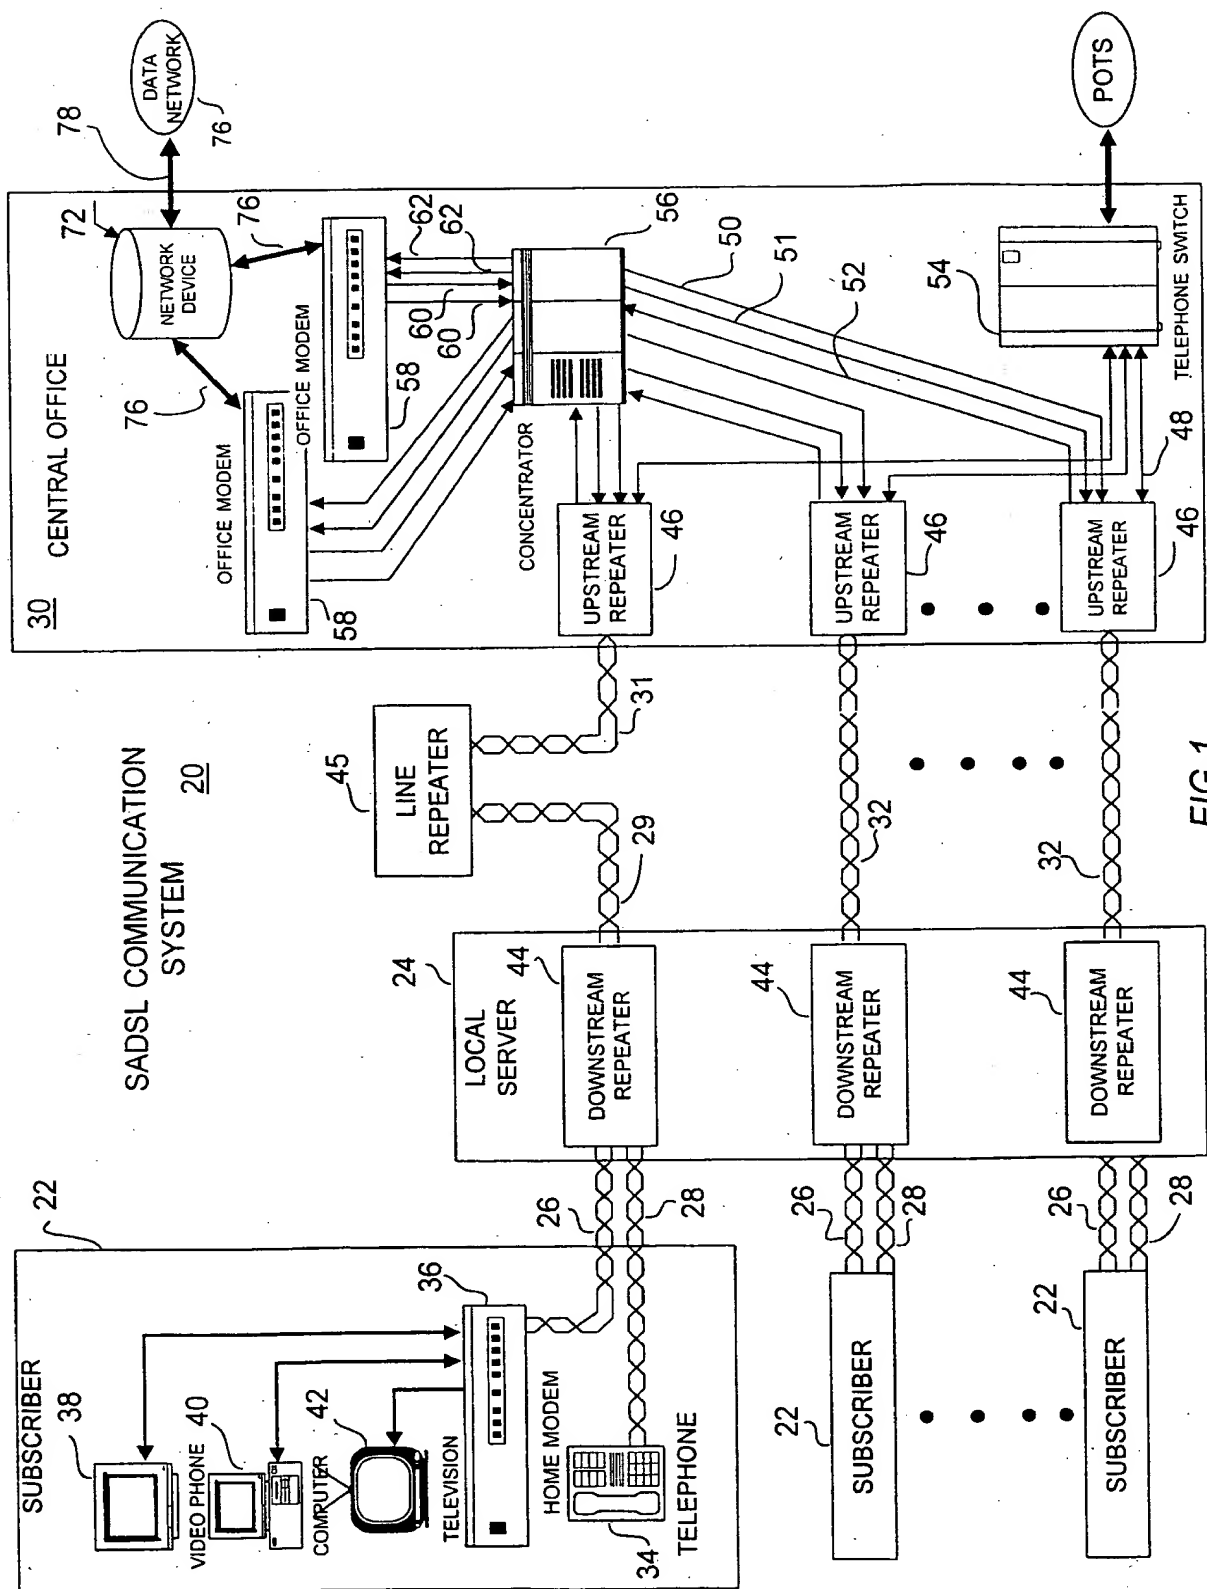 SADSL COMMUNICATION
SYSTEM
20
SUBSCRIBER
22
38
VIDEO PHONE
40
COMPUTER
42
TELEVISION
36
HOME MODEM
34
TELEPHONE
26
28
22
SUBSCRIBER
26
28
22
SUBSCRIBER
26
28
LOCAL
SERVER
24
44
DOWNSTREAM
REPEATER
44
DOWNSTREAM
REPEATER
44
DOWNSTREAM
REPEATER
29
45
LINE
REPEATER
31
32
32
30
CENTRAL OFFICE
OFFICE MODEM
58
OFFICE MODEM
58
76
76
72
NETWORK
DEVICE
78
DATA
NETWORK
76
60
60
62
62
CONCENTRATOR
56
50
51
52
UPSTREAM
REPEATER
46
UPSTREAM
REPEATER
46
UPSTREAM
REPEATER
46
48
54
TELEPHONE SWITCH
POTS
FIG.1